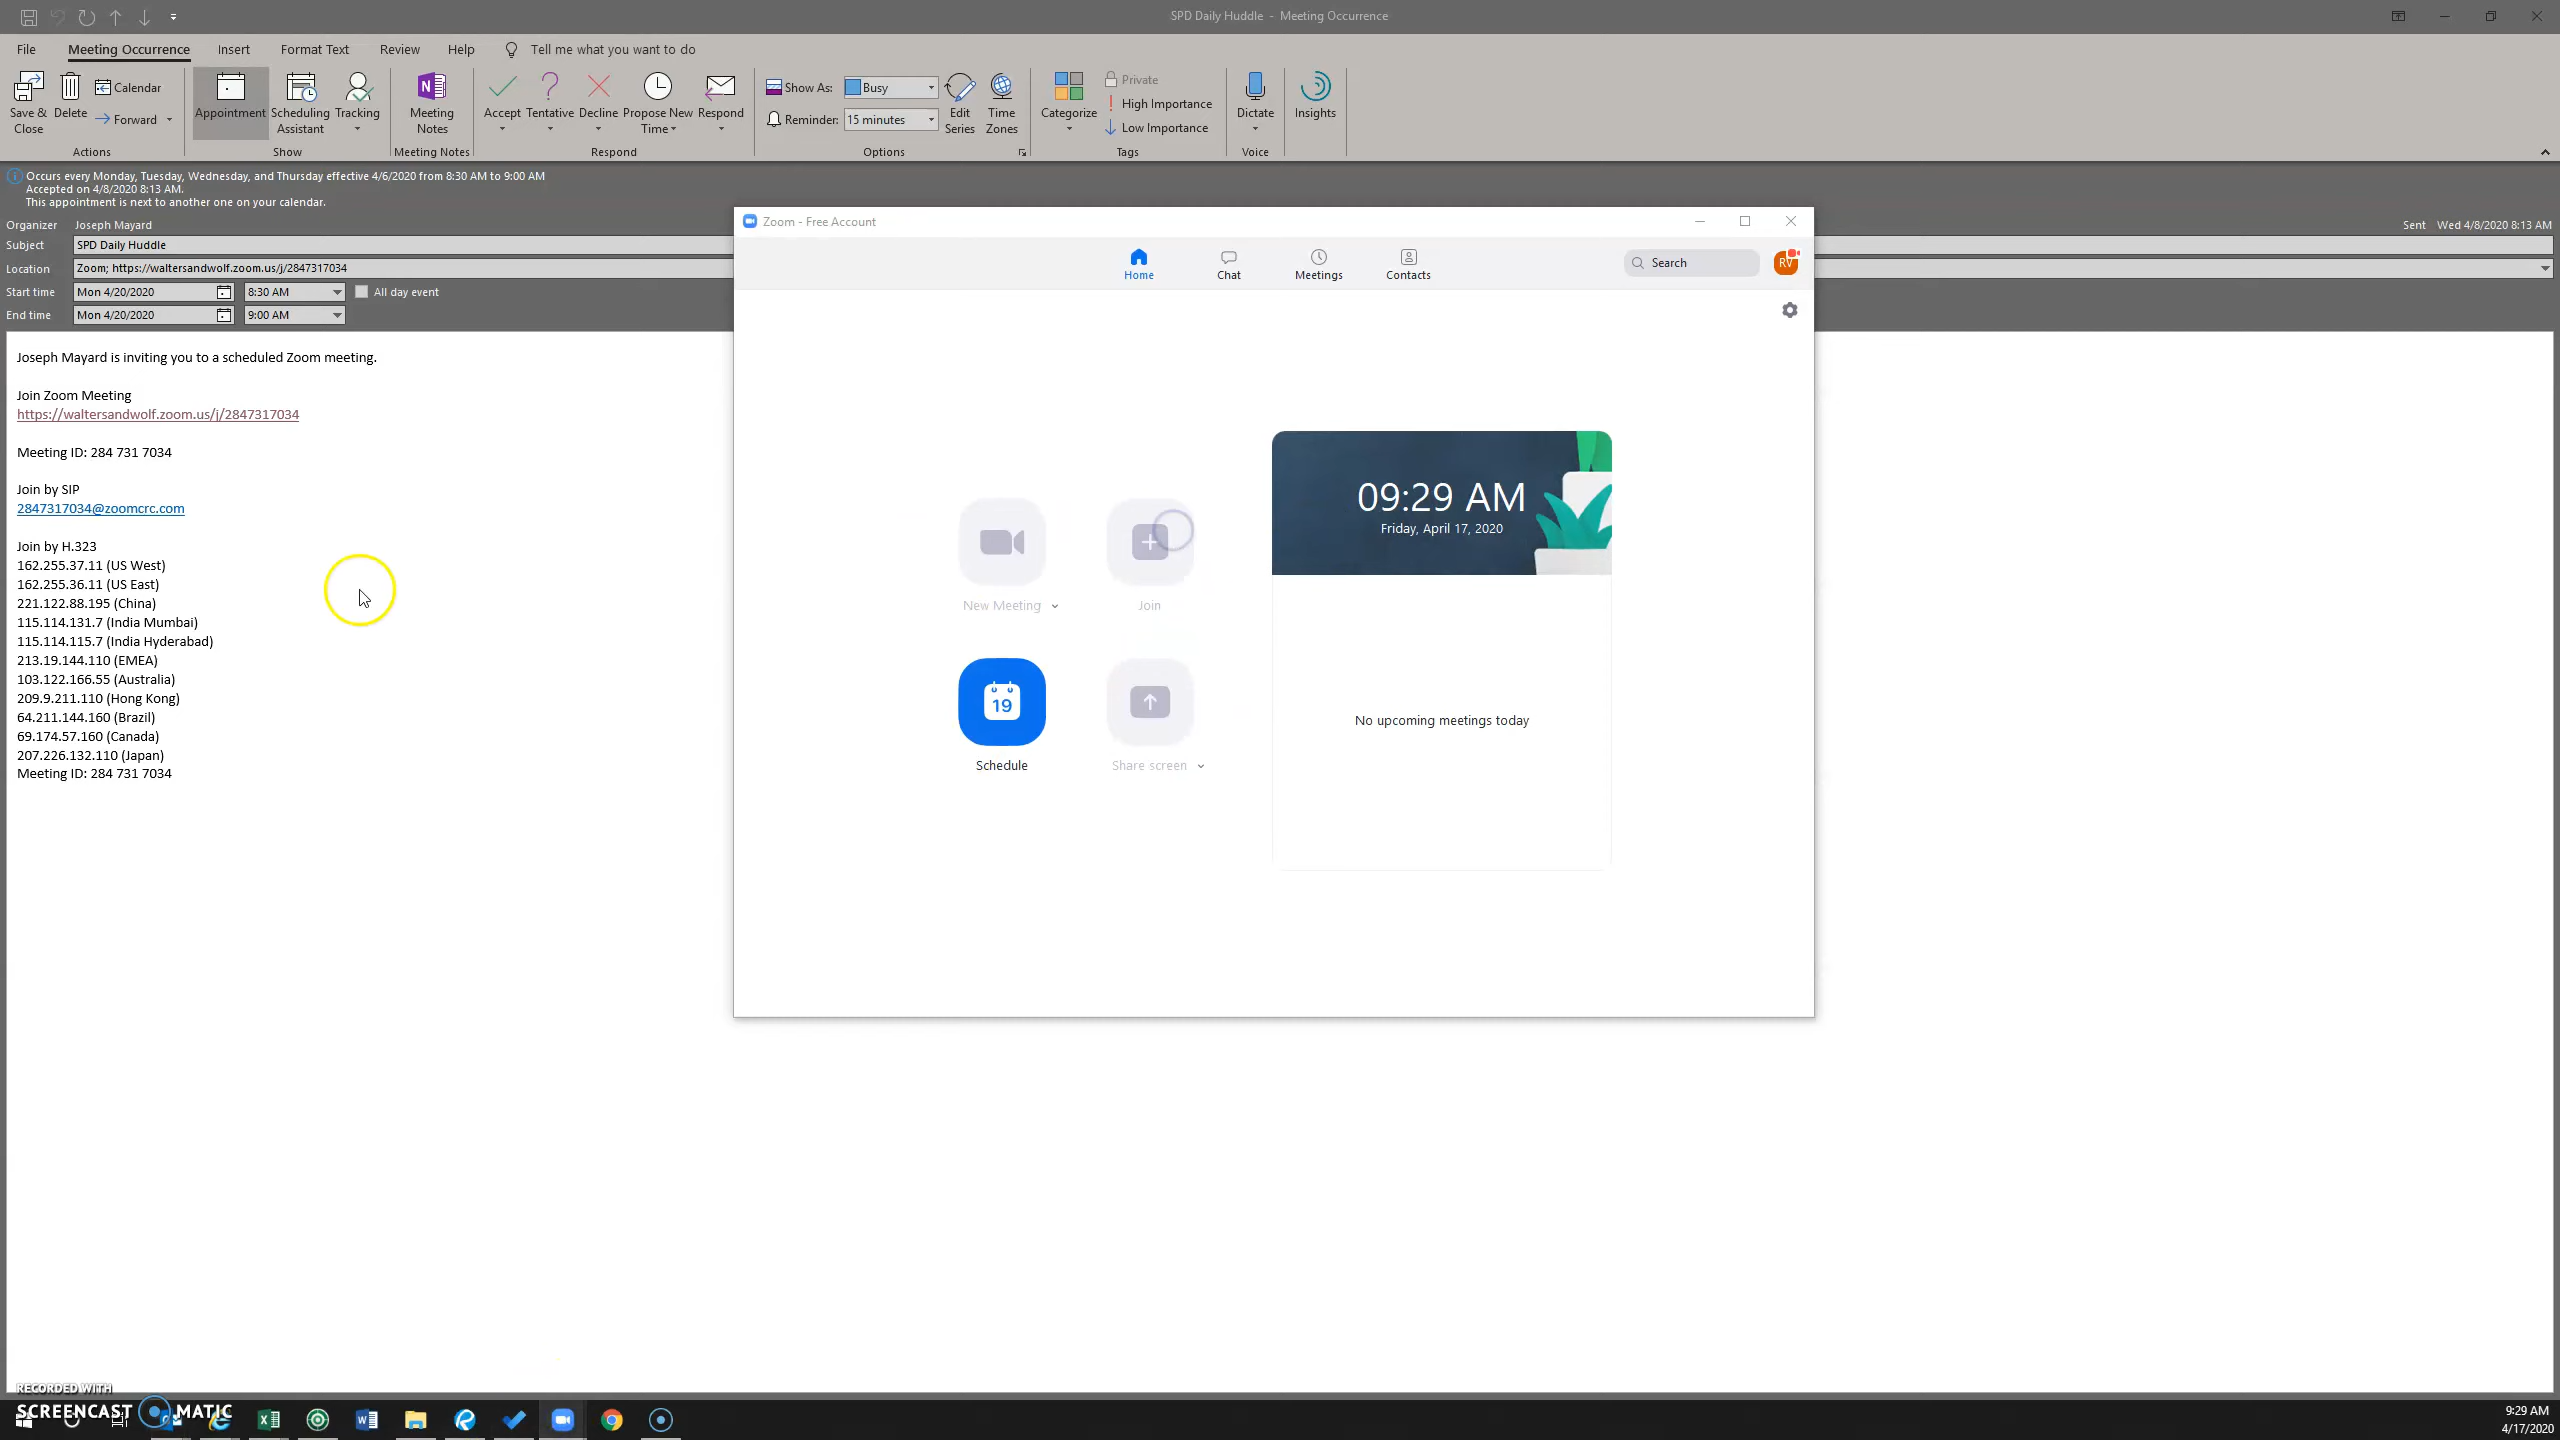 SPD Daily Huddle - Meeting Occurrence
File Meeting Occurrence Insert Format Text Review Help Tell me what you want to do
Save & Close
Delete
Calendar
Forward
Actions
Appointment
Scheduling Assistant
Tracking
Show
N
Meeting Notes
Meeting Notes
Accept
Tentative
Decline
Propose New Time
Respond
Respond
Show As: Busy
Reminder: 15 minutes
Edit Series
Time Zones
Options
Categorize
Private
High Importance
Low Importance
Tags
Dictate
Voice
Insights
Occurs every Monday, Tuesday, Wednesday, and Thursday effective 4/6/2020 from 8:30 AM to 9:00 AM
Accepted on 4/8/2020 8:13 AM.
This appointment is next to another one on your calendar.
Organizer Joseph Mayard
Sent Wed 4/8/2020 8:13 AM
Subject SPD Daily Huddle
Location Zoom; https://waltersandwolf.zoom.us/j/2847317034
Start time Mon 4/20/2020 8:30 AM All day event
End time Mon 4/20/2020 9:00 AM
Joseph Mayard is inviting you to a scheduled Zoom meeting.
Join Zoom Meeting
https://waltersandwolf.zoom.us/j/2847317034
Meeting ID: 284 731 7034
Join by SIP
2847317034@zoomcrc.com
Join by H.323
162.255.37.11 (US West)
162.255.36.11 (US East)
221.122.88.195 (China)
115.114.131.7 (India Mumbai)
115.114.115.7 (India Hyderabad)
213.19.144.110 (EMEA)
103.122.166.55 (Australia)
209.9.211.110 (Hong Kong)
64.211.144.160 (Brazil)
69.174.57.160 (Canada)
207.226.132.110 (Japan)
Meeting ID: 284 731 7034
Zoom - Free Account
Home Chat Meetings Contacts
Search
RV
New Meeting
Join
19
Schedule
Share screen
09:29 AM
Friday, April 17, 2020
No upcoming meetings today
RECORDED WITH
SCREENCAST MATIC
9:29 AM
4/17/2020